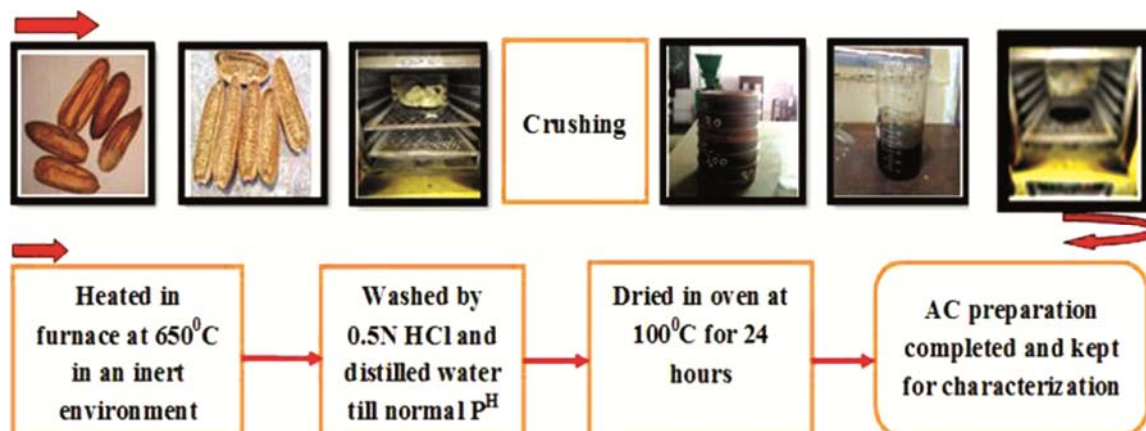 Crushing
Heated in
furnace at 650⁰C
in an inert
environment
Washed by
0.5N HCl and
distilled water
till normal Pᴴ
Dried in oven at
100⁰C for 24
hours
AC preparation
completed and kept
for characterization